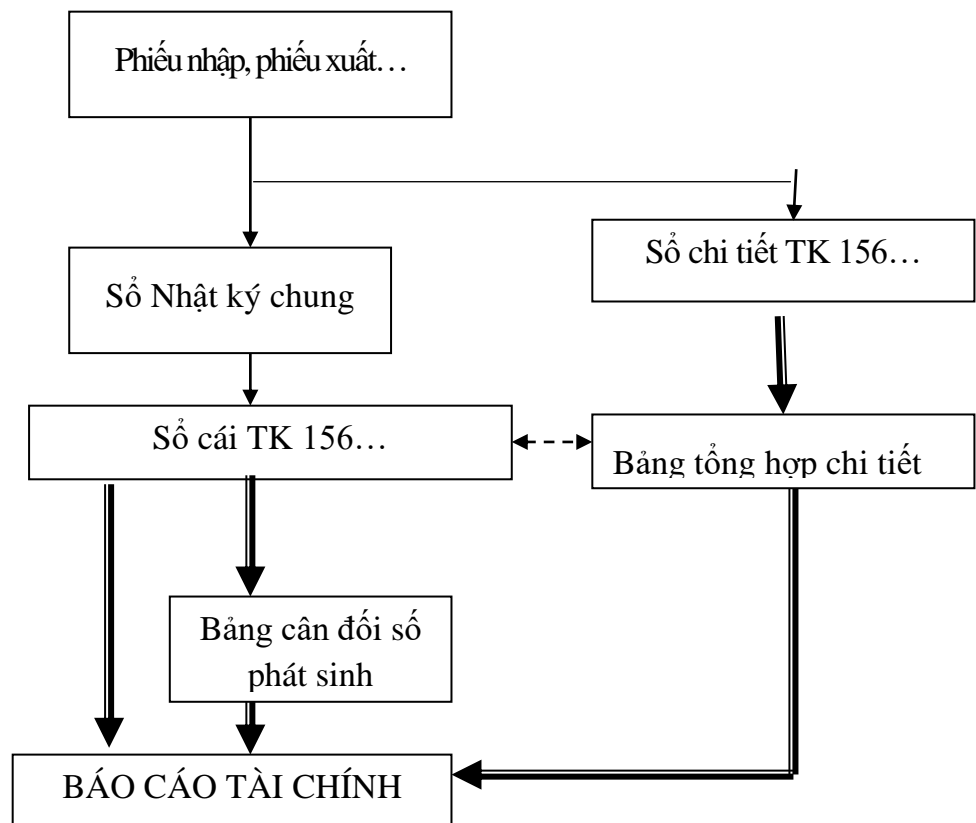 Phiếu nhập, phiếu xuất…
Sổ chi tiết TK 156…
Sổ Nhật ký chung
Sổ cái TK 156…
Bảng tổng hợp chi tiết
Bảng cân đối số
phát sinh
BÁO CÁO TÀI CHÍNH